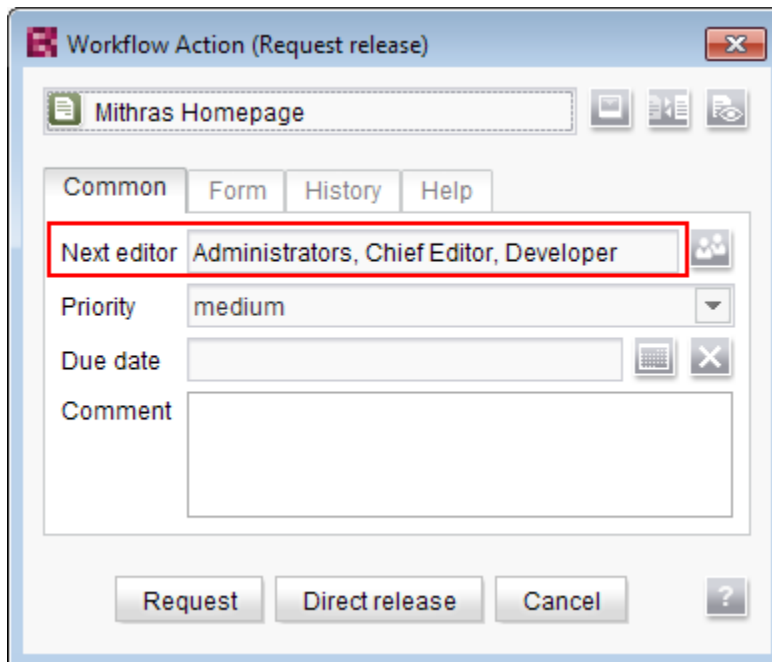 Workflow Action (Request release)
Mithras Homepage
Common Form History Help
Next editor Administrators, Chief Editor, Developer
Priority medium
Due date
Comment
Request Direct release Cancel ?